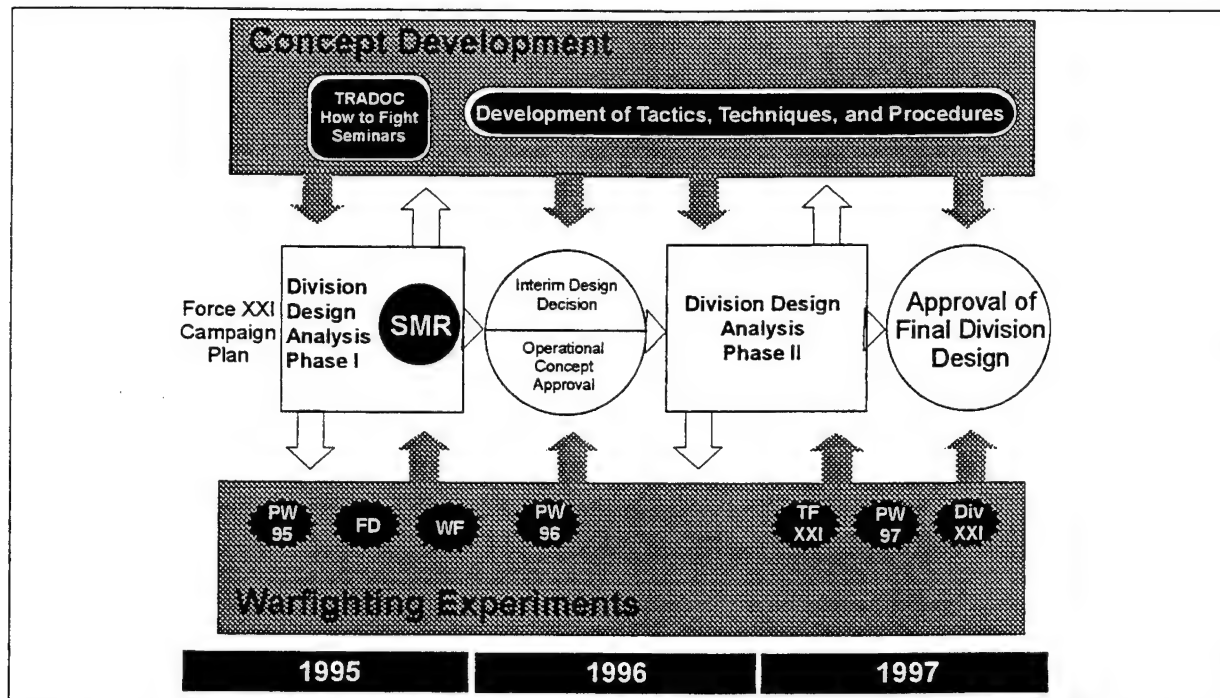 Concept Development
TRADOC
How to Fight
Seminars
Development of Tactics, Techniques, and Procedures
Force XXI
Campaign
Plan
Division
Design
Analysis
Phase I
SMR
Interim Design
Decision
Operational
Concept
Approval
Division Design
Analysis
Phase II
Approval of
Final Division
Design
PW
95
FD
WF
PW
96
TF
XXI
PW
97
Div
XXI
Warfighting Experiments
1995
1996
1997